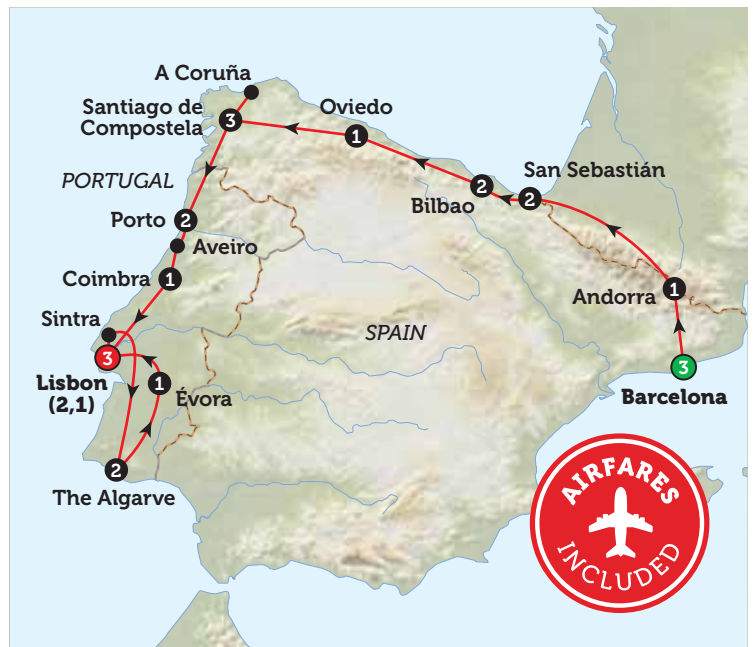 A Coruña
Santiago de
Compostela
3
Oviedo
1
San Sebastián
2
2
Bilbao
PORTUGAL
Porto
2
Aveiro
Coimbra
1
Andorra
1
Sintra
SPAIN
3
Lisbon
(2,1)
1
Évora
3
Barcelona
2
The Algarve
AIRFARES
INCLUDED